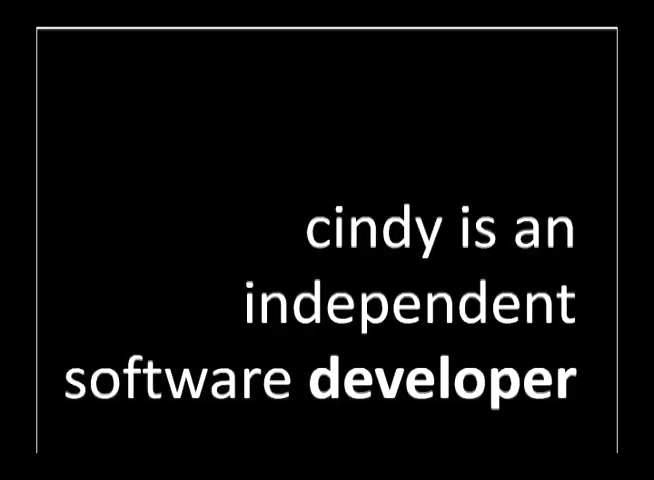 cindy is an
independent
software developer